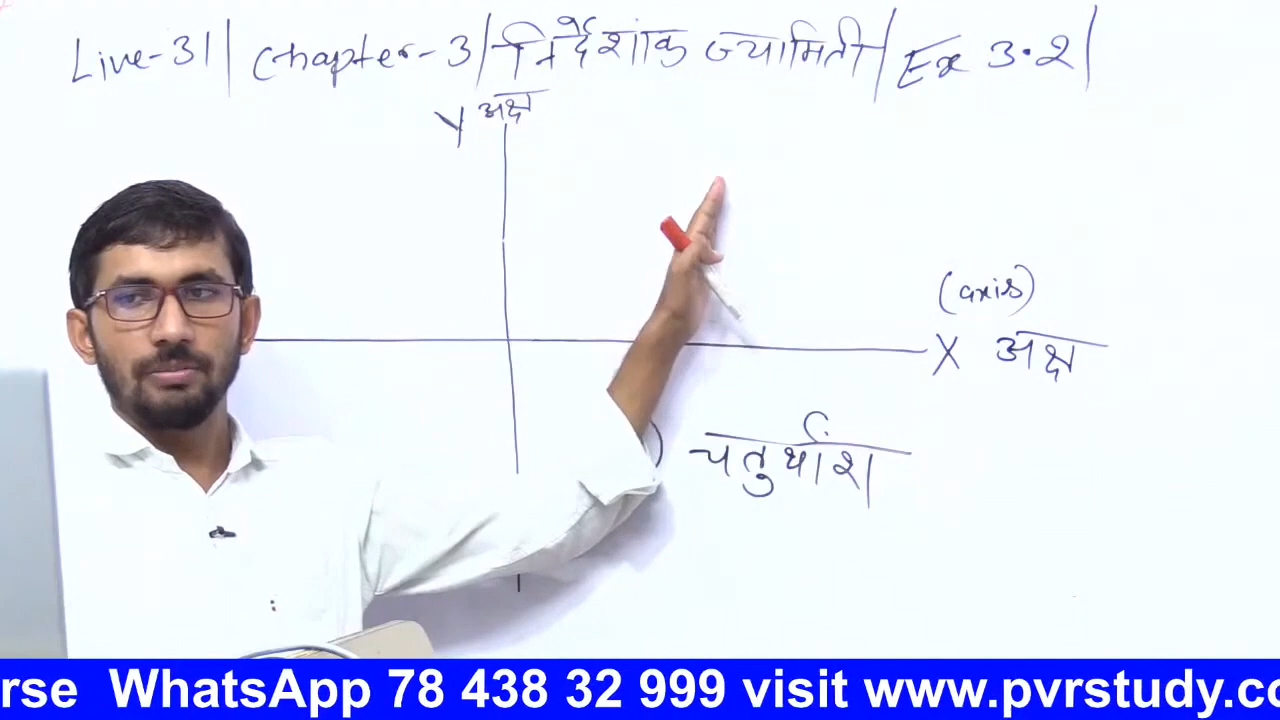 Live-31 | Chapter-3 | निर्देशांक ज्यामिती | Ex 3.2 |
Y अक्ष
(axis)
X अक्ष
चतुर्थांश
rse WhatsApp 78 438 32 999 visit www.pvrstudy.co